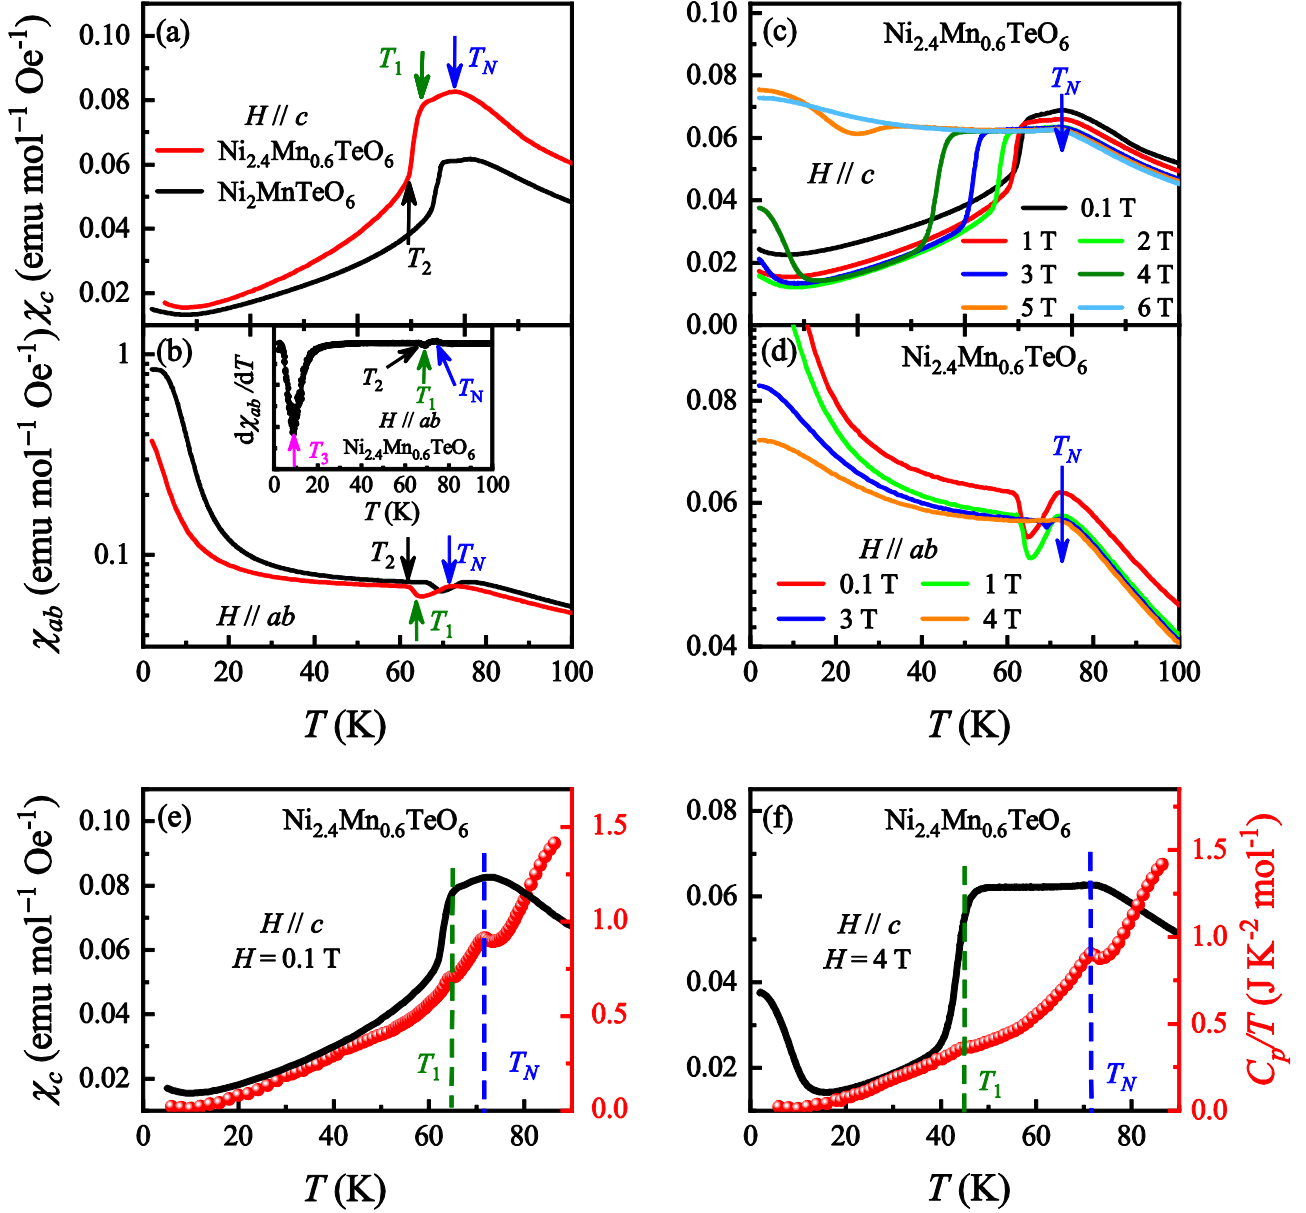 (a)
0.10
0.08
0.06
0.04
0.02
χc (emu mol⁻¹ Oe⁻¹)
T1
TN
H // c
Ni2.4Mn0.6TeO6
Ni2MnTeO6
T2
(b)
1
0.1
χab (emu mol⁻¹ Oe⁻¹)
dχab /dT
T2
T1
TN
H // ab
T3
Ni2.4Mn0.6TeO6
0 20 40 60 80 100
T (K)
T2
TN
H // ab
T1
0 20 40 60 80 100
T (K)
(c)
Ni2.4Mn0.6TeO6
0.10
0.08
0.06
0.04
0.02
0.00
TN
H // c
0.1 T
1 T 2 T
3 T 4 T
5 T 6 T
(d)
Ni2.4Mn0.6TeO6
0.08
0.06
0.04
TN
H // ab
0.1 T 1 T
3 T 4 T
0 20 40 60 80 100
T (K)
(e)
Ni2.4Mn0.6TeO6
0.10
0.08
0.06
0.04
0.02
χc (emu mol⁻¹ Oe⁻¹)
H // c
H = 0.1 T
T1
TN
1.5
1.0
0.5
0.0
0 20 40 60 80
T (K)
(f)
Ni2.4Mn0.6TeO6
0.08
0.06
0.04
0.02
H // c
H = 4 T
T1
TN
1.5
1.0
0.5
0.0
Cp/T (J K⁻² mol⁻¹)
0 20 40 60 80
T (K)